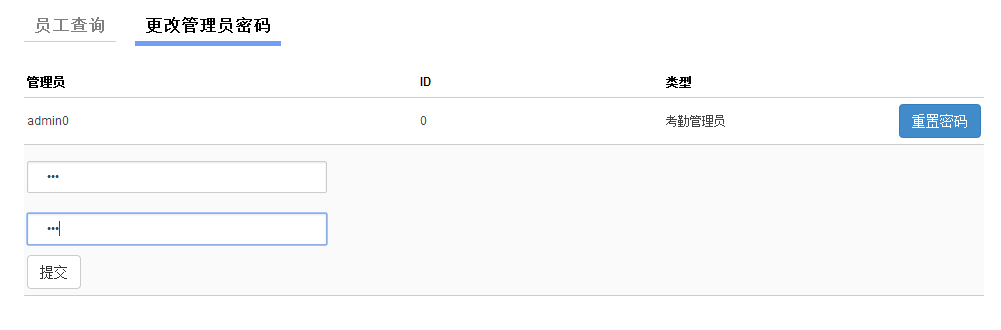 员工查询 更改管理员密码
管理员 ID 类型
admin0 0 考勤管理员 重置密码
•••
•••
提交